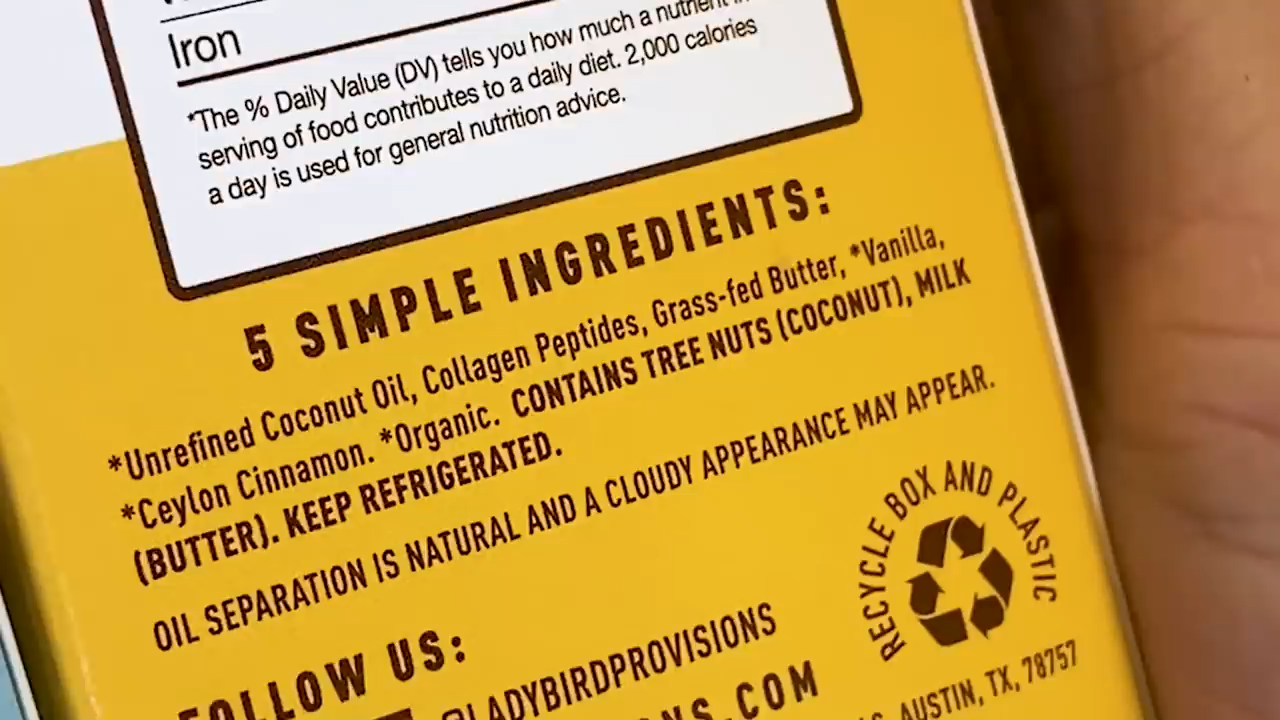 Iron
*The % Daily Value (DV) tells you how much a nutrient in
serving of food contributes to a daily diet. 2,000 calories
a day is used for general nutrition advice.
5 SIMPLE INGREDIENTS:
*Unrefined Coconut Oil, Collagen Peptides, Grass-fed Butter, *Vanilla,
*Ceylon Cinnamon. *Organic. CONTAINS TREE NUTS (COCONUT), MILK
(BUTTER). KEEP REFRIGERATED.
OIL SEPARATION IS NATURAL AND A CLOUDY APPEARANCE MAY APPEAR.
RECYCLE BOX AND PLASTIC
FOLLOW US:
@LADYBIRDPROVISIONS
NS.COM
AUSTIN, TX, 78757